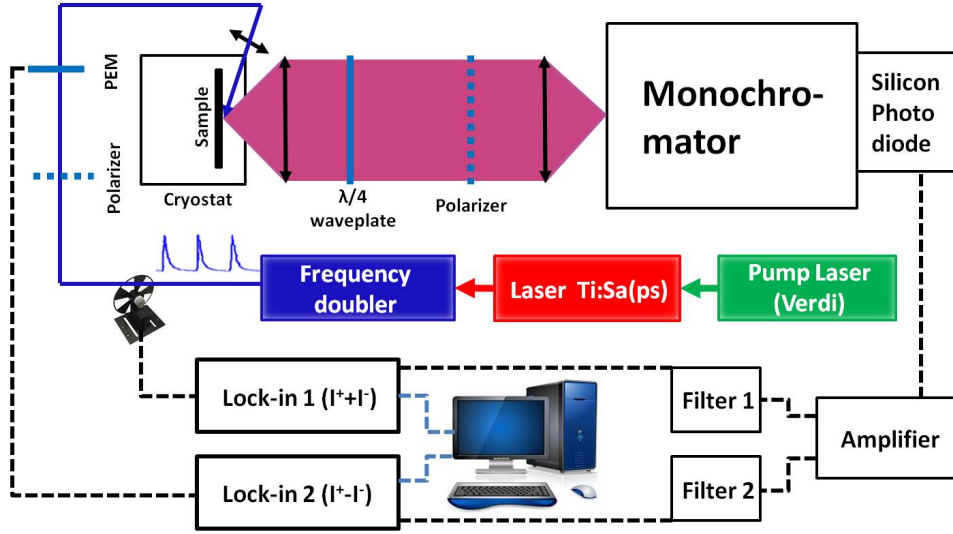 PEM
Polarizer
Sample
Cryostat
λ/4
waveplate
Polarizer
Monochro-
mator
Silicon
Photo
diode
Frequency
doubler
Laser Ti:Sa(ps)
Pump Laser
(Verdi)
Lock-in 1 (I⁺+I⁻)
Filter 1
Amplifier
Lock-in 2 (I⁺-I⁻)
Filter 2